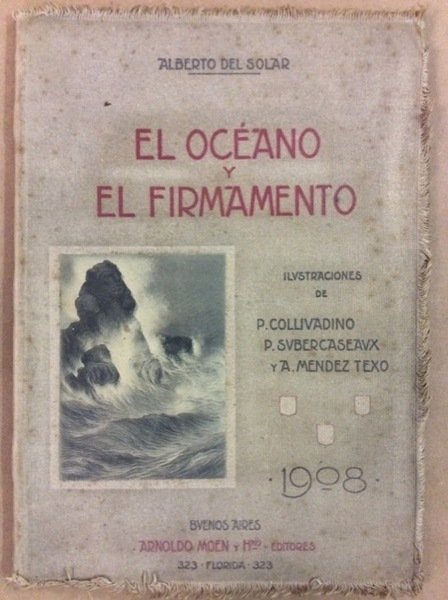 ALBERTO DEL SOLAR
EL OCÉANO
Y
EL FIRMAMENTO
ILVSTRACIONES
DE
P. COLLIVADINO
P. SVBERCASEAVX
Y A. MENDEZ TEXO
1908
BVENOS AIRES
ARNOLDO MOEN Y Hno - EDITORES
323 - FLORIDA - 323